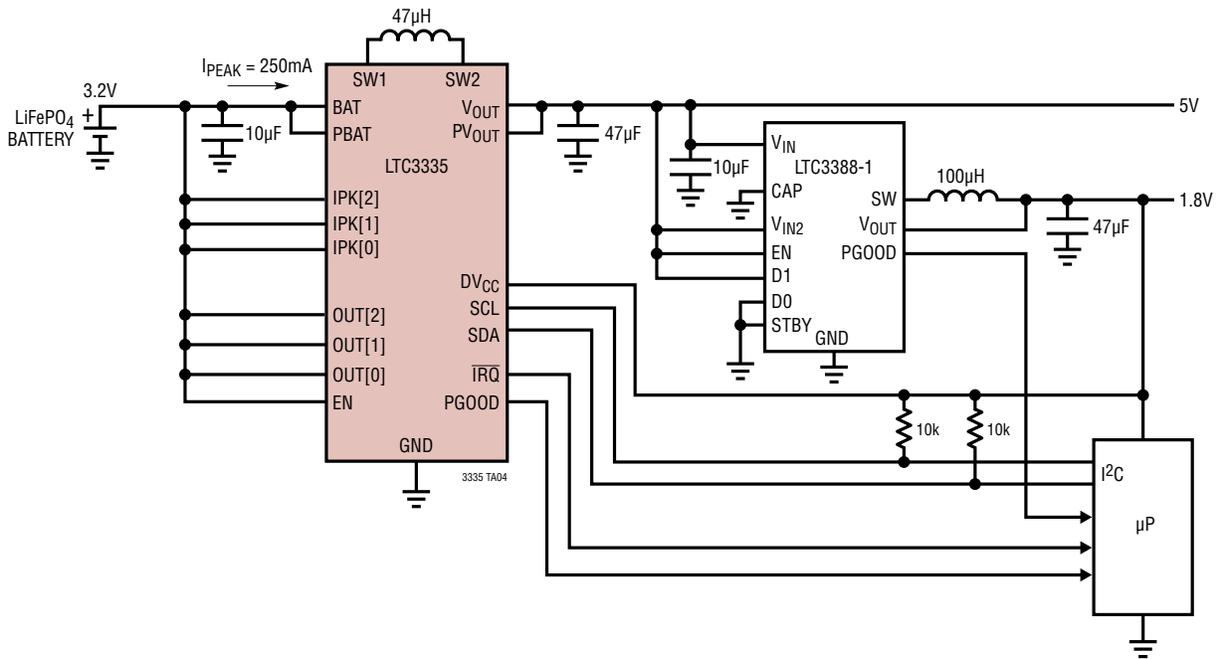 47µH
IPEAK = 250mA
SW1 SW2
3.2V
LiFePO4
BATTERY
+
10µF
BAT
PBAT
LTC3335
VOUT
PVOUT
IPK[2]
IPK[1]
IPK[0]
OUT[2]
OUT[1]
OUT[0]
EN
DVCC
SCL
SDA
IRQ
PGOOD
GND
3335 TA04
47µF
5V
10µF
VIN
LTC3388-1
CAP
VIN2
EN
D1
D0
STBY
GND
SW
VOUT
PGOOD
100µH
1.8V
47µF
10k
10k
I2C
µP